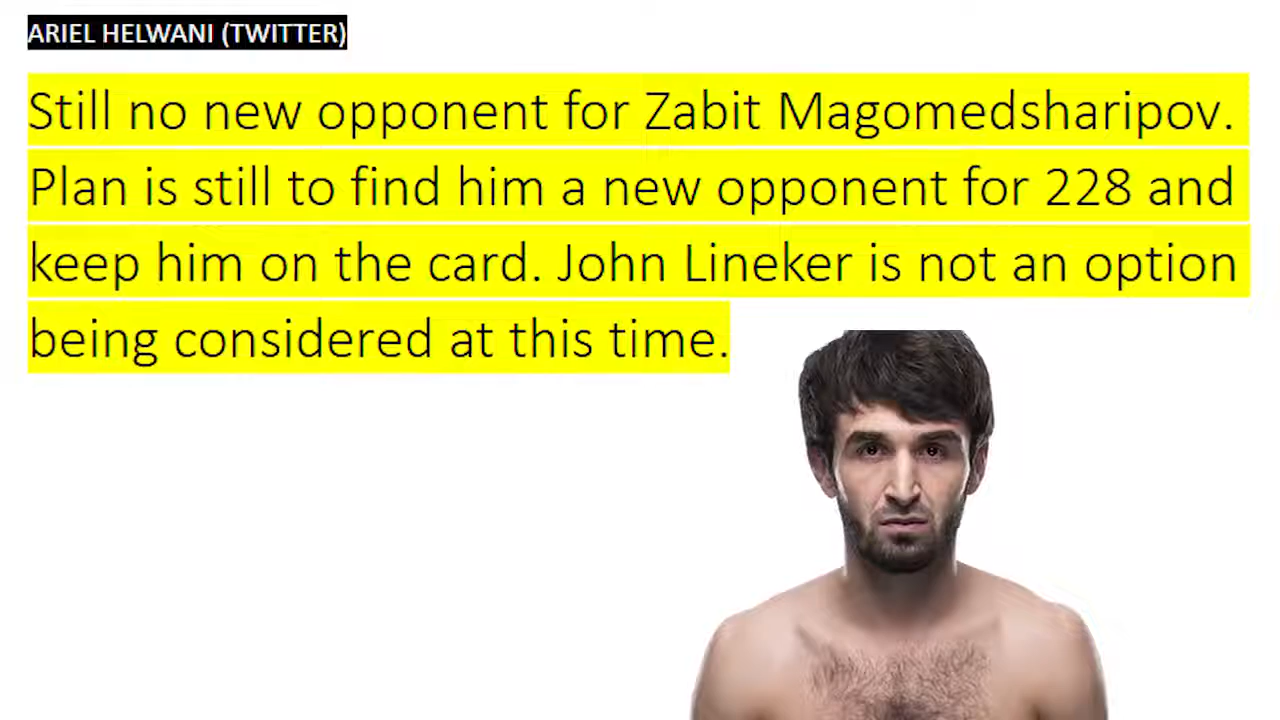 ARIEL HELWANI (TWITTER)
Still no new opponent for Zabit Magomedsharipov.
Plan is still to find him a new opponent for 228 and
keep him on the card. John Lineker is not an option
being considered at this time.